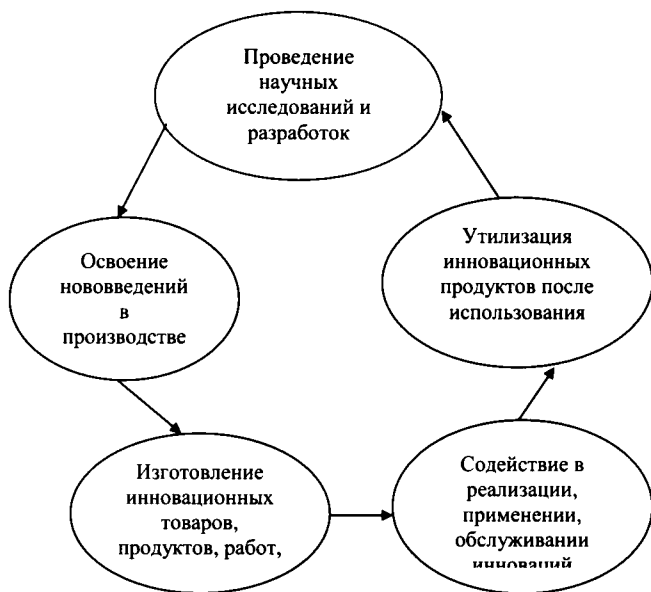 Проведение
научных
исследований и
разработок
Освоение
нововведений
в
производстве
Изготовление
инновационных
товаров,
продуктов, работ,
Содействие в
реализации,
применении,
обслуживании
инноваций
Утилизация
инновационных
продуктов после
использования